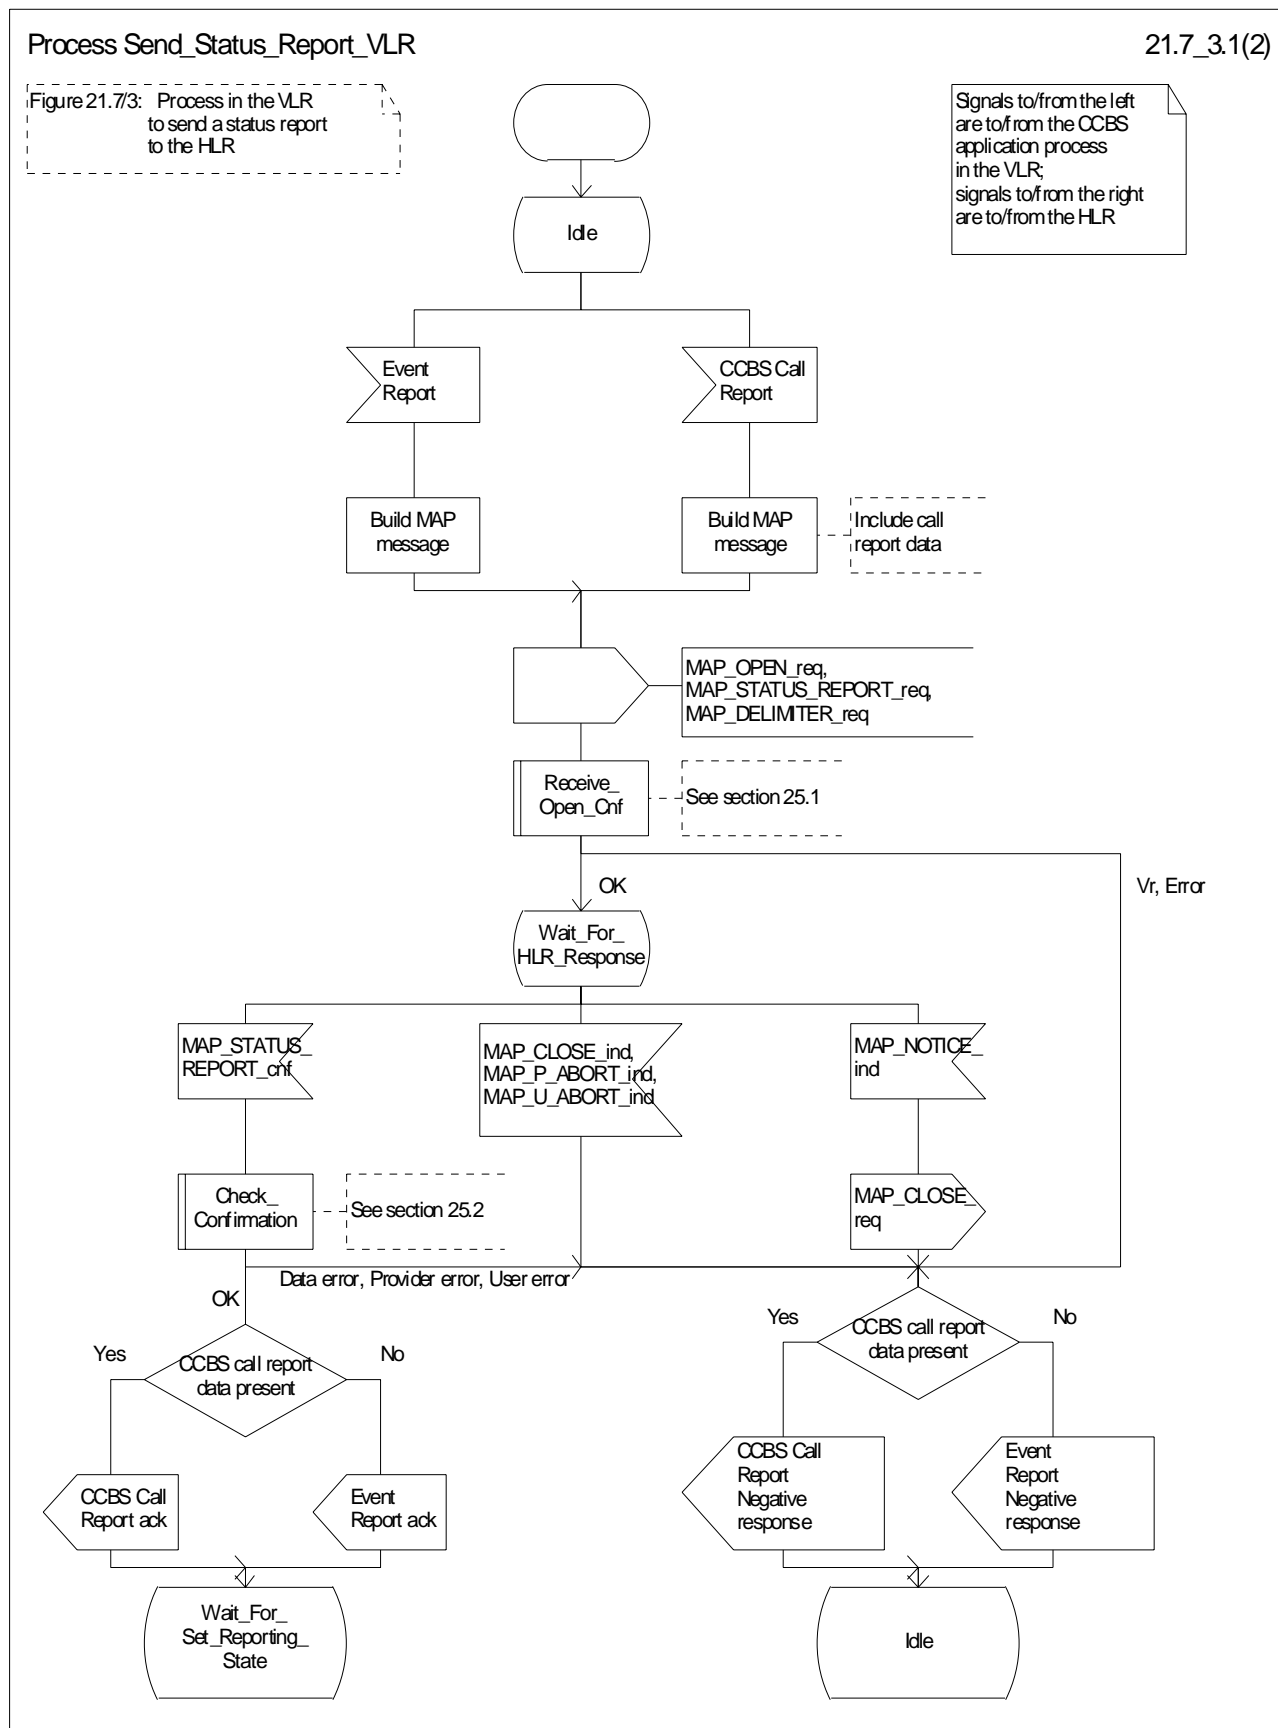 Process Send_Status_Report_VLR
21.7_3.1(2)
Figure 21.7/3: Process in the VLR
to send a status report
to the HLR
Signals to/from the left
are to/from the CCBS
application process
in the VLR;
signals to/from the right
are to/from the HLR
Idle
Event
Report
CCBS Call
Report
Build MAP
message
Build MAP
message
Include call
report data
MAP_OPEN_req,
MAP_STATUS_REPORT_req,
MAP_DELIMITER_req
Receive_
Open_Cnf
See section 25.1
OK
Vr, Error
Wait_For_
HLR_Response
MAP_STATUS_
REPORT_cnf
MAP_CLOSE_ind,
MAP_P_ABORT_ind,
MAP_U_ABORT_ind
MAP_NOTICE_
ind
Check_
Confirmation
See section 25.2
MAP_CLOSE_
req
Data error, Provider error, User error
OK
Yes
CCBS call report
data present
No
Yes
CCBS call report
data present
No
CCBS Call
Report ack
Event
Report ack
CCBS Call
Report
Negative
response
Event
Report
Negative
response
Wait_For_
Set_Reporting_
State
Idle